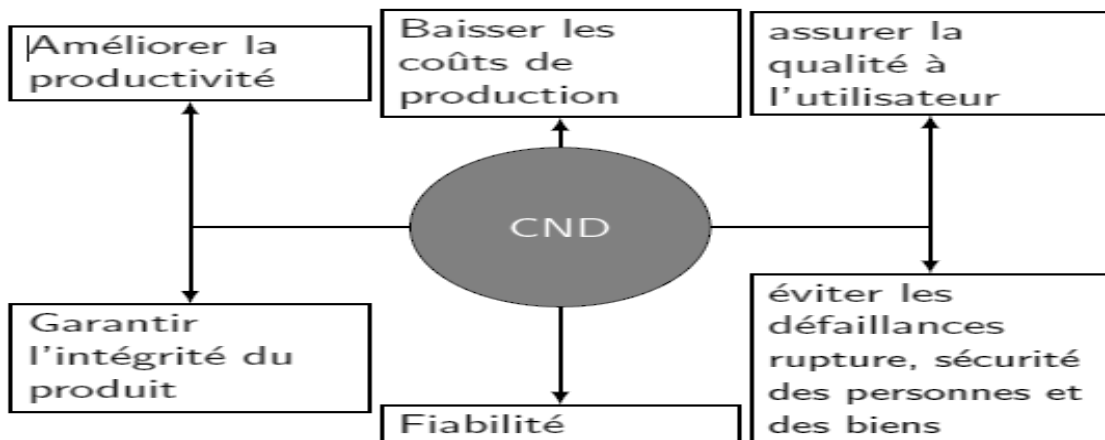 Améliorer la
productivité
Baisser les
coûts de
production
assurer la
qualité à
l'utilisateur
CND
Garantir
l'intégrité du
produit
Fiabilité
éviter les
défaillances
rupture, sécurité
des personnes et
des biens